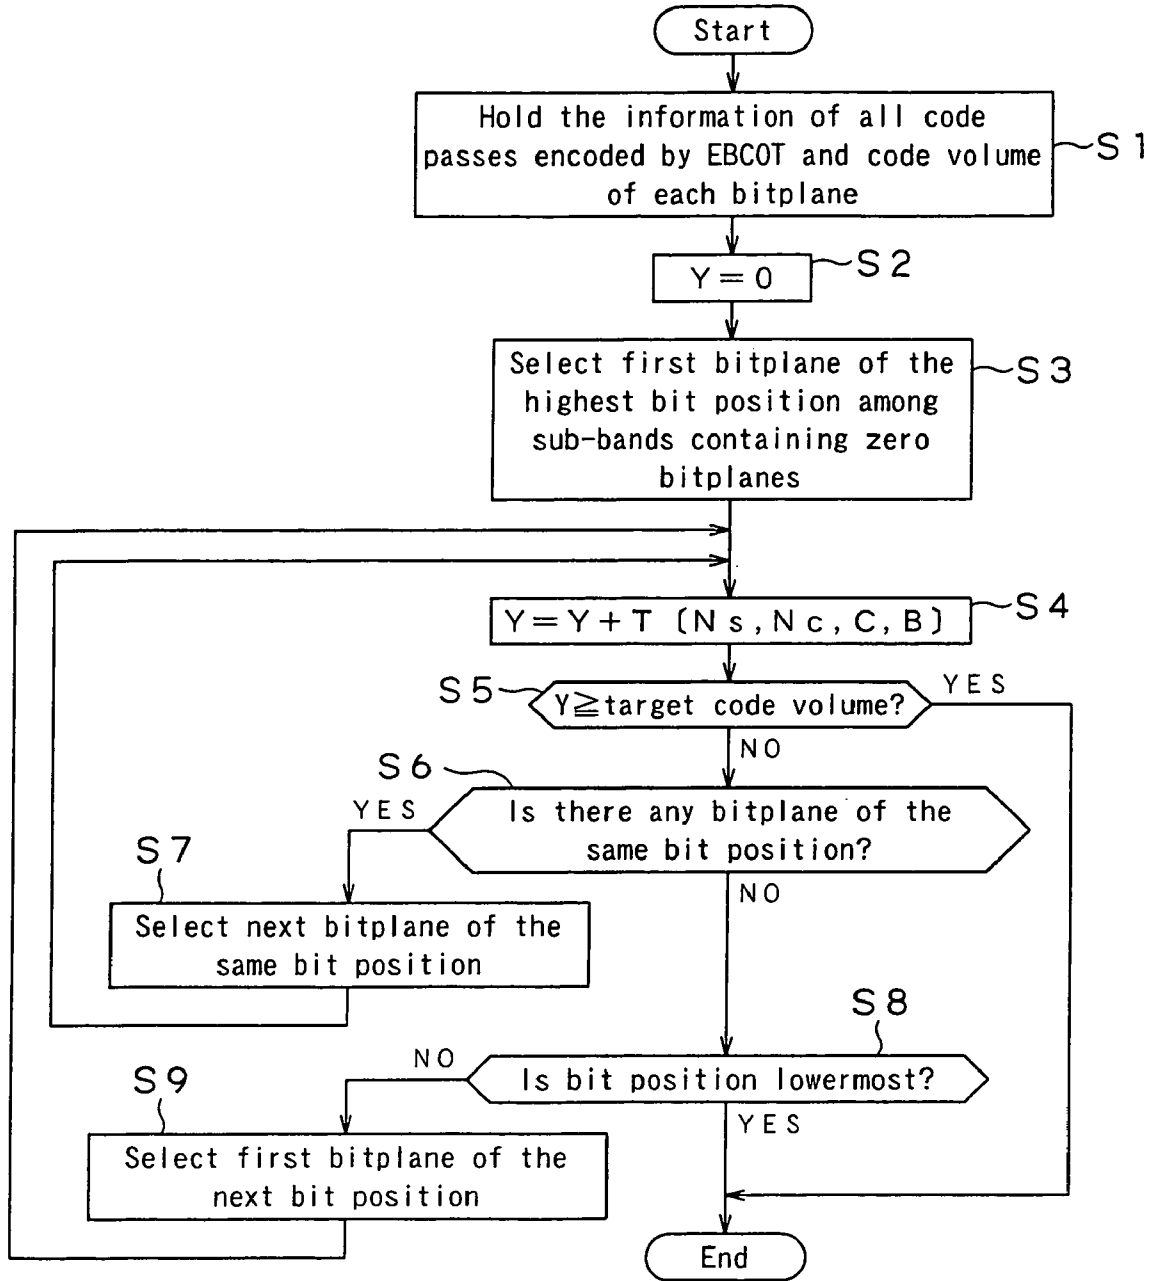 Start
Hold the information of all code
passes encoded by EBCOT and code volume
of each bitplane
S1
Y=0
S2
Select first bitplane of the
highest bit position among
sub-bands containing zero
bitplanes
S3
Y=Y+T (Ns,Nc,C,B)
S4
S5
Y≧target code volume?
YES
NO
S6
YES
Is there any bitplane of the
same bit position?
NO
S7
Select next bitplane of the
same bit position
S8
NO
Is bit position lowermost?
YES
S9
Select first bitplane of the
next bit position
End